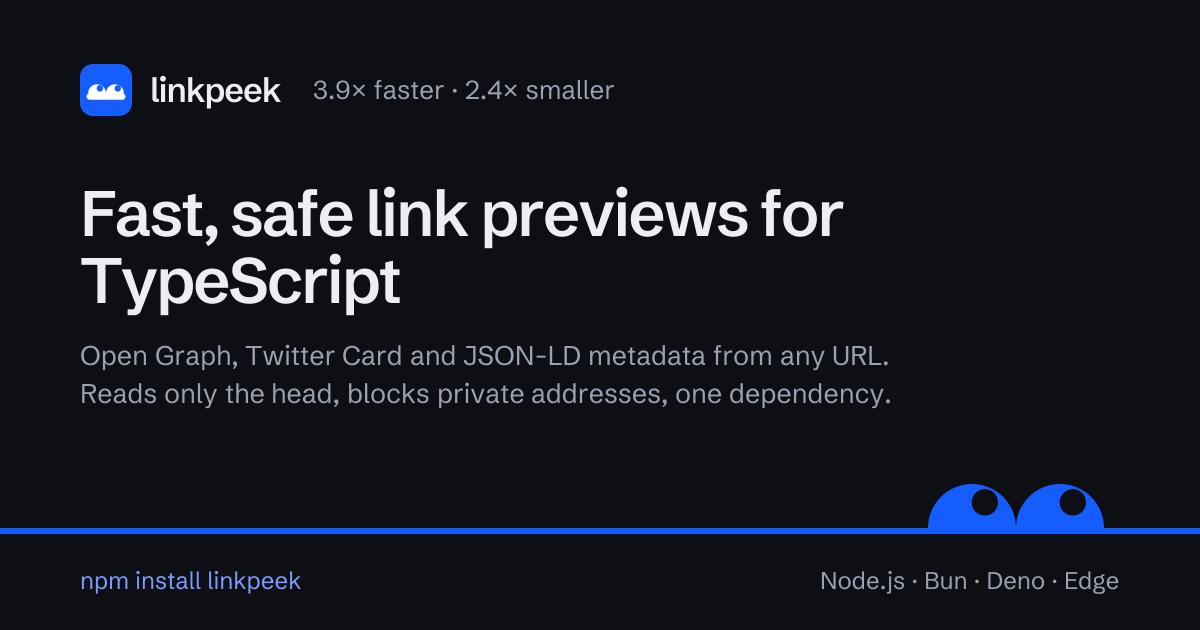 linkpeek 3.9× faster · 2.4× smaller
Fast, safe link previews for
TypeScript
Open Graph, Twitter Card and JSON-LD metadata from any URL.
Reads only the head, blocks private addresses, one dependency.
npm install linkpeek
Node.js · Bun · Deno · Edge